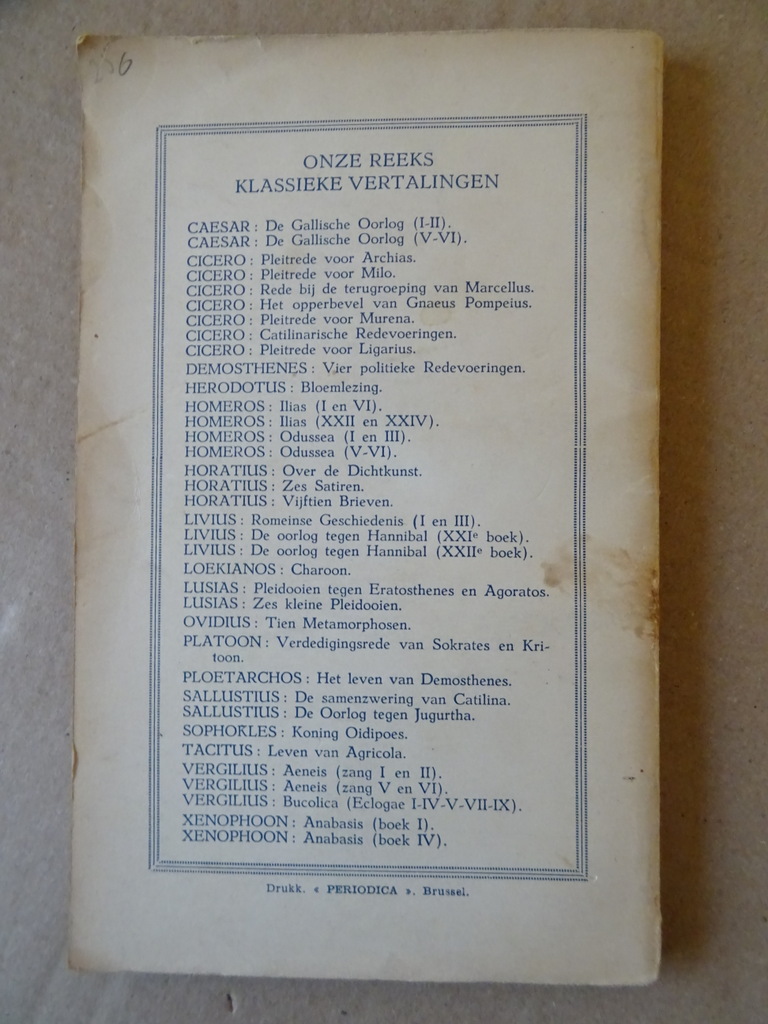 256
ONZE REEKS
KLASSIEKE VERTALINGEN
CAESAR : De Gallische Oorlog (I-II).
CAESAR : De Gallische Oorlog (V-VI).
CICERO : Pleitrede voor Archias.
CICERO : Pleitrede voor Milo.
CICERO : Rede bij de terugroeping van Marcellus.
CICERO : Het opperbevel van Gnaeus Pompeius.
CICERO : Pleitrede voor Murena.
CICERO : Catilinarische Redevoeringen.
CICERO : Pleitrede voor Ligarius.
DEMOSTHENES : Vier politieke Redevoeringen.
HERODOTUS : Bloemlezing.
HOMEROS : Ilias (I en VI).
HOMEROS : Ilias (XXII en XXIV).
HOMEROS : Odussea (I en III).
HOMEROS : Odussea (V-VI).
HORATIUS : Over de Dichtkunst.
HORATIUS : Zes Satiren.
HORATIUS : Vijftien Brieven.
LIVIUS : Romeinse Geschiedenis (I en III).
LIVIUS : De oorlog tegen Hannibal (XXIᵉ boek).
LIVIUS : De oorlog tegen Hannibal (XXIIᵉ boek).
LOEKIANOS : Charoon.
LUSIAS : Pleidooien tegen Eratosthenes en Agoratos.
LUSIAS : Zes kleine Pleidooien.
OVIDIUS : Tien Metamorphosen.
PLATOON : Verdedigingsrede van Sokrates en Kri-
toon.
PLOETARCHOS : Het leven van Demosthenes.
SALLUSTIUS : De samenzwering van Catilina.
SALLUSTIUS : De Oorlog tegen Jugurtha.
SOPHOKLES : Koning Oidipoes.
TACITUS : Leven van Agricola.
VERGILIUS : Aeneis (zang I en II).
VERGILIUS : Aeneis (zang V en VI).
VERGILIUS : Bucolica (Eclogae I-IV-V-VII-IX).
XENOPHOON : Anabasis (boek I).
XENOPHOON : Anabasis (boek IV).
Drukk. « PERIODICA ». Brussel.